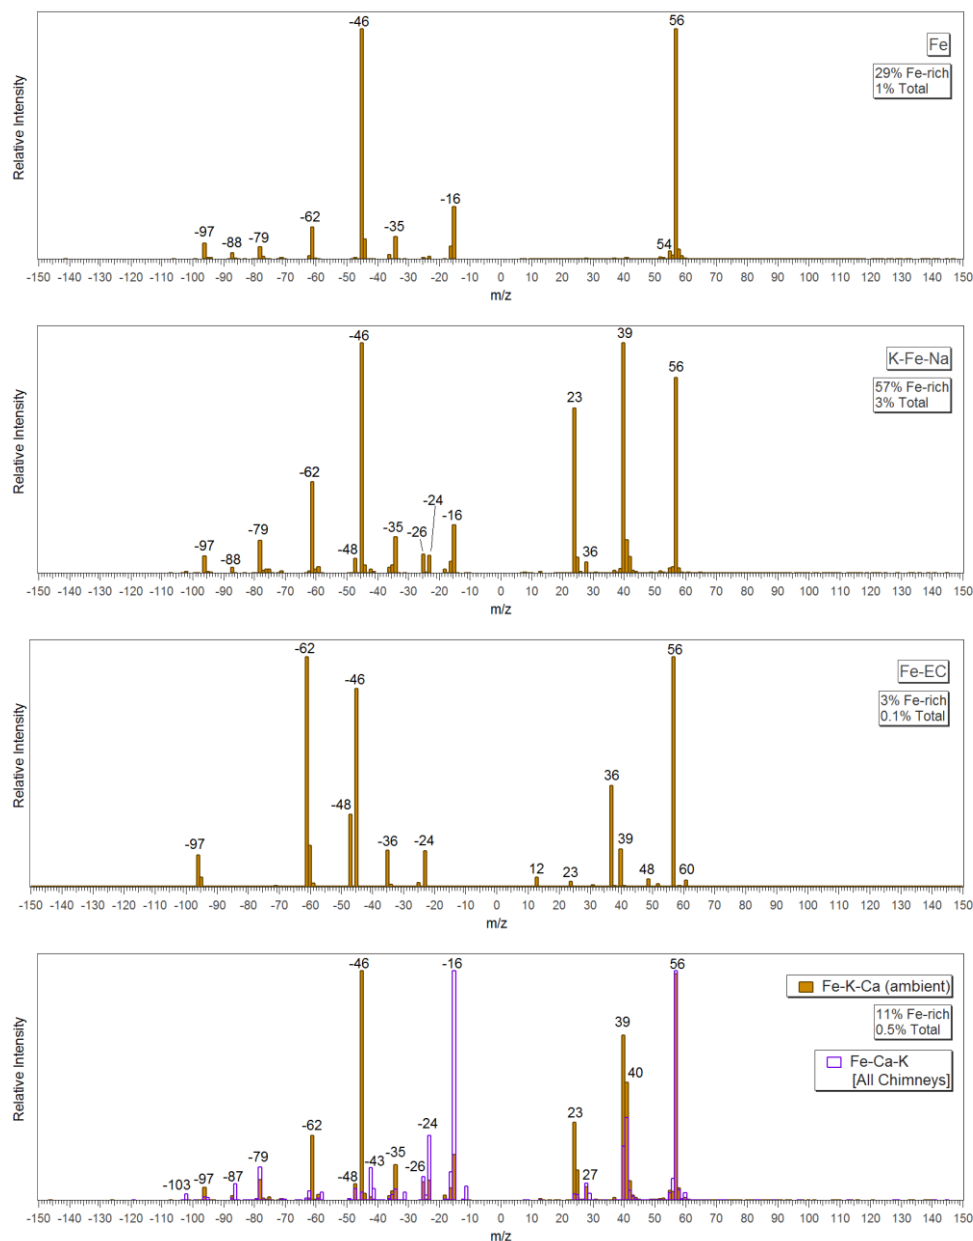 -46
56
Fe
29% Fe-rich
1% Total
-62
-16
-97
-88
-79
-35
54
Relative Intensity
-150 -140 -130 -120 -110 -100 -90 -80 -70 -60 -50 -40 -30 -20 -10 0 10 20 30 40 50 60 70 80 90 100 110 120 130 140 150
m/z
-46
39
K-Fe-Na
56
57% Fe-rich
3% Total
23
-62
-24
-79
-35
-26
-16
-97
-88
-48
36
Relative Intensity
-150 -140 -130 -120 -110 -100 -90 -80 -70 -60 -50 -40 -30 -20 -10 0 10 20 30 40 50 60 70 80 90 100 110 120 130 140 150
m/z
-62
56
Fe-EC
-46
3% Fe-rich
0.1% Total
36
-48
-97
-36
-24
39
12
23
48
60
Relative Intensity
-150 -140 -130 -120 -110 -100 -90 -80 -70 -60 -50 -40 -30 -20 -10 0 10 20 30 40 50 60 70 80 90 100 110 120 130 140 150
m/z
-46
-16
56
Fe-K-Ca (ambient)
11% Fe-rich
0.5% Total
39
Fe-Ca-K
[All Chimneys]
40
23
-62
-24
-43
-35
-103
-97
-87
-79
-48
-26
27
Relative Intensity
-150 -140 -130 -120 -110 -100 -90 -80 -70 -60 -50 -40 -30 -20 -10 0 10 20 30 40 50 60 70 80 90 100 110 120 130 140 150
m/z